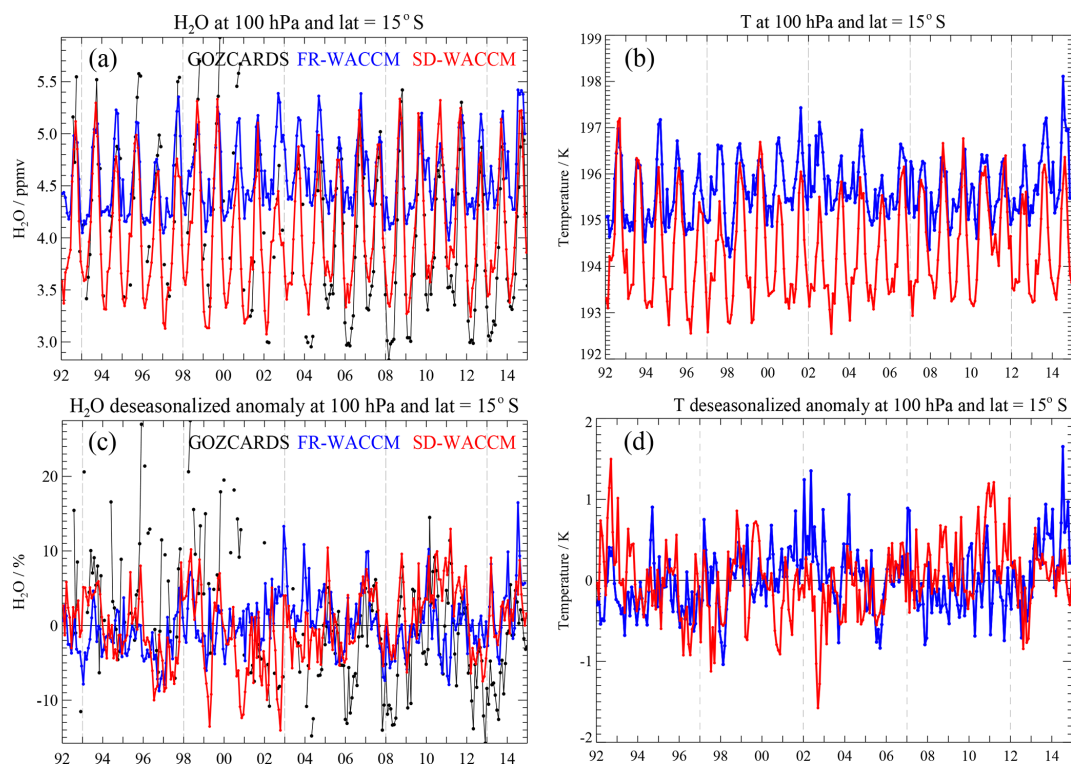 H₂O at 100 hPa and lat = 15° S
(a)
GOZCARDS FR-WACCM SD-WACCM
H₂O / ppmv
5.5
5.0
4.5
4.0
3.5
3.0
92 94 96 98 00 02 04 06 08 10 12 14
T at 100 hPa and lat = 15° S
(b)
Temperature / K
199
198
197
196
195
194
193
192
92 94 96 98 00 02 04 06 08 10 12 14
H₂O deseasonalized anomaly at 100 hPa and lat = 15° S
(c)
GOZCARDS FR-WACCM SD-WACCM
H₂O / %
20
10
0
-10
92 94 96 98 00 02 04 06 08 10 12 14
T deseasonalized anomaly at 100 hPa and lat = 15° S
(d)
Temperature / K
2
1
0
-1
-2
92 94 96 98 00 02 04 06 08 10 12 14